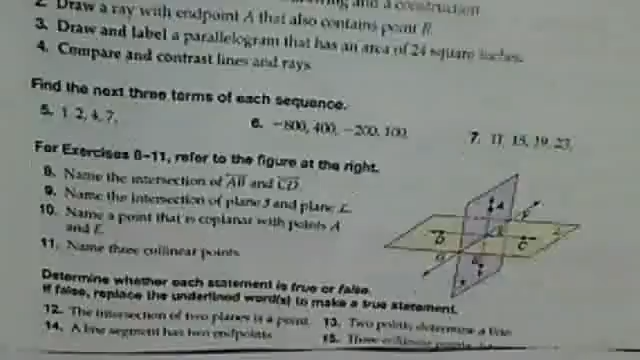 2. Draw a ray with endpoint A that also contains point B.
3. Draw and label a parallelogram that has an area of 24 square inches.
4. Compare and contrast lines and rays.
Find the next three terms of each sequence.
5. 1, 2, 4, 7,
6. −800, 400, −200, 100,
7. 11, 15, 19, 23,
For Exercises 8–11, refer to the figure at the right.
8. Name the intersection of AB and CD.
9. Name the intersection of plane J and plane L.
10. Name a point that is coplanar with points A
and E.
11. Name three collinear points.
A
F
E
D
C
G
B
J
L
Determine whether each statement is true or false.
If false, replace the underlined word(s) to make a true statement.
12. The intersection of two planes is a point.
13. Two points determine a line.
14. A line segment has two endpoints.
15. Three collinear points